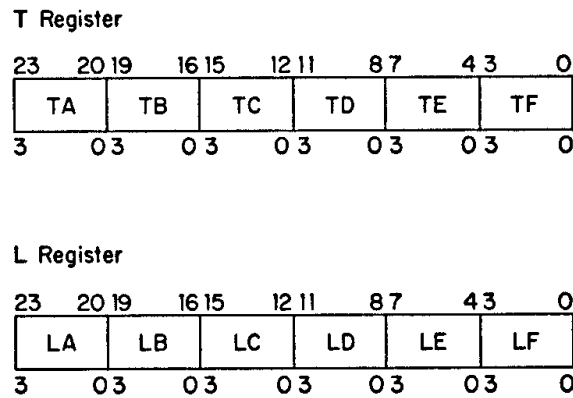 T Register
23 20 19 16 15 12 11 8 7 4 3 0
TA TB TC TD TE TF
3 0 3 0 3 0 3 0 3 0 3 0
L Register
23 20 19 16 15 12 11 8 7 4 3 0
LA LB LC LD LE LF
3 0 3 0 3 0 3 0 3 0 3 0